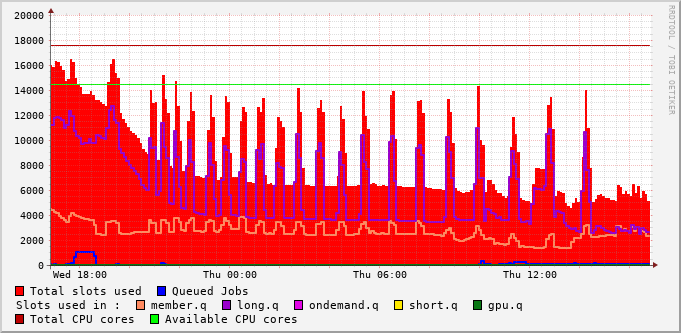 20000
18000
16000
14000
12000
10000
8000
6000
4000
2000
0
Wed 18:00 Thu 00:00 Thu 06:00 Thu 12:00
RRDTOOL / TOBI OETIKER
Total slots used Queued Jobs
Slots used in : member.q long.q ondemand.q short.q gpu.q
Total CPU cores Available CPU cores